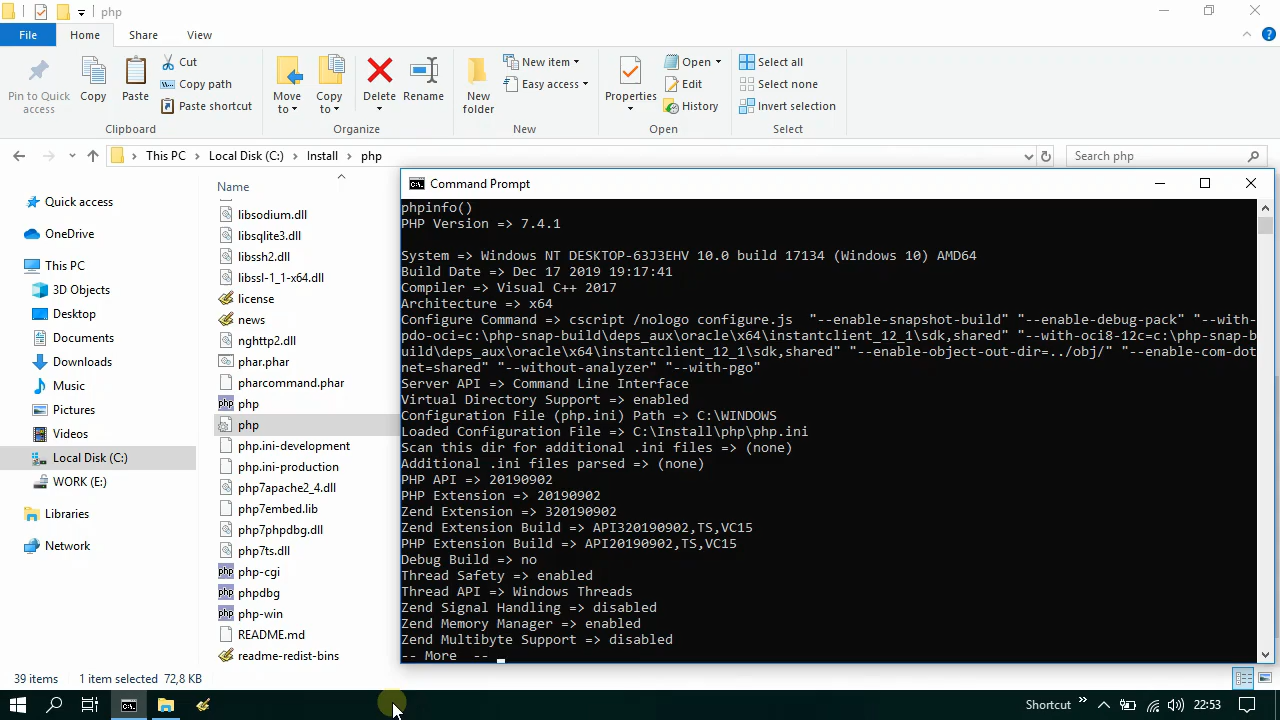 php
File
Home
Share
View
Pin to Quick
access
Copy
Paste
Cut
Copy path
Paste shortcut
Clipboard
Move
to
Copy
to
Delete
Rename
Organize
New
folder
New item
Easy access
New
Properties
Open
Edit
History
Open
Select all
Select none
Invert selection
Select
This PC
Local Disk (C:)
Install
php
Search php
Quick access
OneDrive
This PC
3D Objects
Desktop
Documents
Downloads
Music
Pictures
Videos
Local Disk (C:)
WORK (E:)
Libraries
Network
Name
libsodium.dll
libsqlite3.dll
libssh2.dll
libssl-1_1-x64.dll
license
news
nghttp2.dll
phar.phar
pharcommand.phar
php
php
php.ini-development
php.ini-production
php7apache2_4.dll
php7embed.lib
php7phpdbg.dll
php7ts.dll
php-cgi
phpdbg
php-win
README.md
readme-redist-bins
Command Prompt
phpinfo()
PHP Version => 7.4.1
System => Windows NT DESKTOP-63J3EHV 10.0 build 17134 (Windows 10) AMD64
Build Date => Dec 17 2019 19:17:41
Compiler => Visual C++ 2017
Architecture => x64
Configure Command => cscript /nologo configure.js  "--enable-snapshot-build" "--enable-debug-pack" "--with-
pdo-oci=c:\php-snap-build\deps_aux\oracle\x64\instantclient_12_1\sdk,shared" "--with-oci8-12c=c:\php-snap-b
uild\deps_aux\oracle\x64\instantclient_12_1\sdk,shared" "--enable-object-out-dir=../obj/" "--enable-com-dot
net=shared" "--without-analyzer" "--with-pgo"
Server API => Command Line Interface
Virtual Directory Support => enabled
Configuration File (php.ini) Path => C:\WINDOWS
Loaded Configuration File => C:\Install\php\php.ini
Scan this dir for additional .ini files => (none)
Additional .ini files parsed => (none)
PHP API => 20190902
PHP Extension => 20190902
Zend Extension => 320190902
Zend Extension Build => API320190902,TS,VC15
PHP Extension Build => API20190902,TS,VC15
Debug Build => no
Thread Safety => enabled
Thread API => Windows Threads
Zend Signal Handling => disabled
Zend Memory Manager => enabled
Zend Multibyte Support => disabled
-- More  --
39 items
1 item selected 72,8 KB
Shortcut
22:53